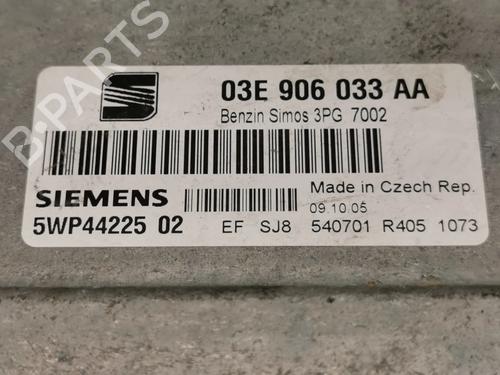 B-PARTS
03E 906 033 AA
Benzin Simos 3PG 7002
SIEMENS
Made in Czech Rep.
09.10.05
5WP44225 02
EF SJ8 540701 R405 1073